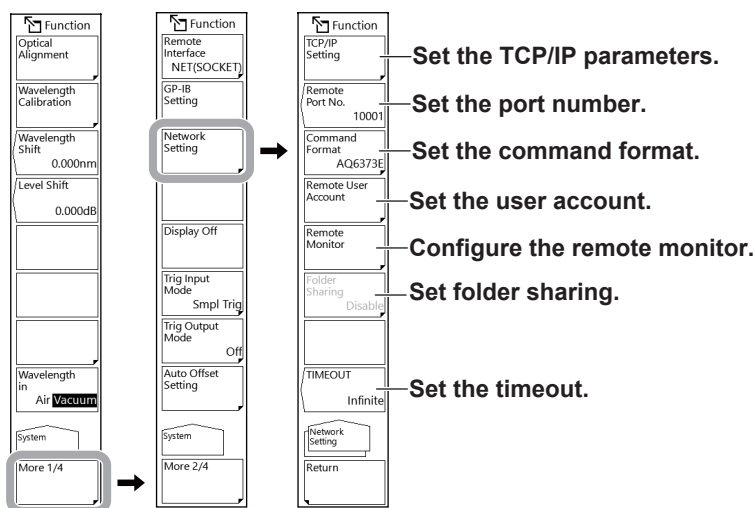 Function
Optical
Alignment
Wavelength
Calibration
Wavelength
Shift
0.000nm
Level Shift
0.000dB
Wavelength
in
Air Vacuum
System
More 1/4
Function
Remote
Interface
NET(SOCKET)
GP-IB
Setting
Network
Setting
Display Off
Trig Input
Mode
Smpl Trig
Trig Output
Mode
Off
Auto Offset
Setting
System
More 2/4
Function
TCP/IP
Setting
Remote
Port No.
10001
Command
Format
AQ6373E
Remote User
Account
Remote
Monitor
Folder
Sharing
Disable
TIMEOUT
Infinite
Network
Setting
Return
Set the TCP/IP parameters.
Set the port number.
Set the command format.
Set the user account.
Configure the remote monitor.
Set folder sharing.
Set the timeout.